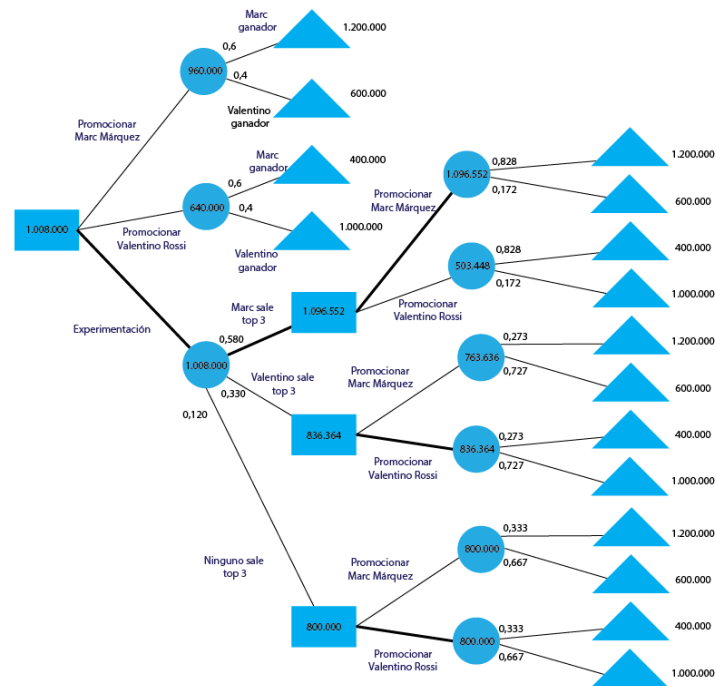 Marc
ganador
1.200.000
0,6
960.000
0,4
600.000
Valentino
ganador
Promocionar
Marc Márquez
Marc
ganador
400.000
0,6
640.000
0,4
1.000.000
Valentino
ganador
1.008.000
Promocionar
Valentino Rossi
Experimentación
1.008.000
0,580
Marc sale
top 3
1.096.552
0,330
Valentino sale
top 3
836.364
0,120
Ninguno sale
top 3
800.000
Promocionar
Marc Márquez
1.096.552
0,828
1.200.000
0,172
600.000
Promocionar
Valentino Rossi
503.448
0,828
400.000
0,172
1.000.000
Promocionar
Marc Márquez
763.636
0,273
1.200.000
0,727
600.000
Promocionar
Valentino Rossi
836.364
0,273
400.000
0,727
1.000.000
Promocionar
Marc Márquez
800.000
0,333
1.200.000
0,667
600.000
Promocionar
Valentino Rossi
800.000
0,333
400.000
0,667
1.000.000